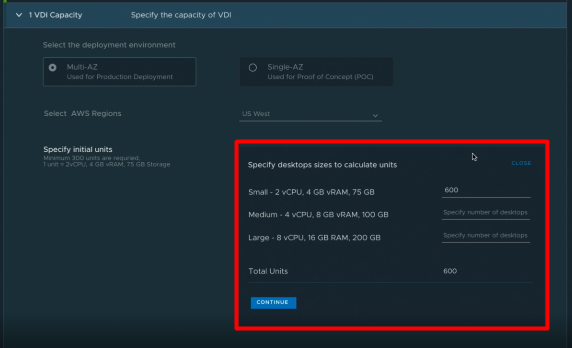 1 VDI Capacity Specify the capacity of VDI
Select the deployment environment
Multi-AZ
Used for Production Deployment
Single-AZ
Used for Proof of Concept (POC)
Select AWS Regions US West
Specify initial units
Minimum 300 units are required,
1 unit = 2vCPU, 4 GB vRAM, 75 GB Storage
Specify desktops sizes to calculate units CLOSE
Small - 2 vCPU, 4 GB vRAM, 75 GB 600
Medium - 4 vCPU, 8 GB vRAM, 100 GB Specify number of desktops
Large - 8 vCPU, 16 GB RAM, 200 GB Specify number of desktops
Total Units 600
CONTINUE